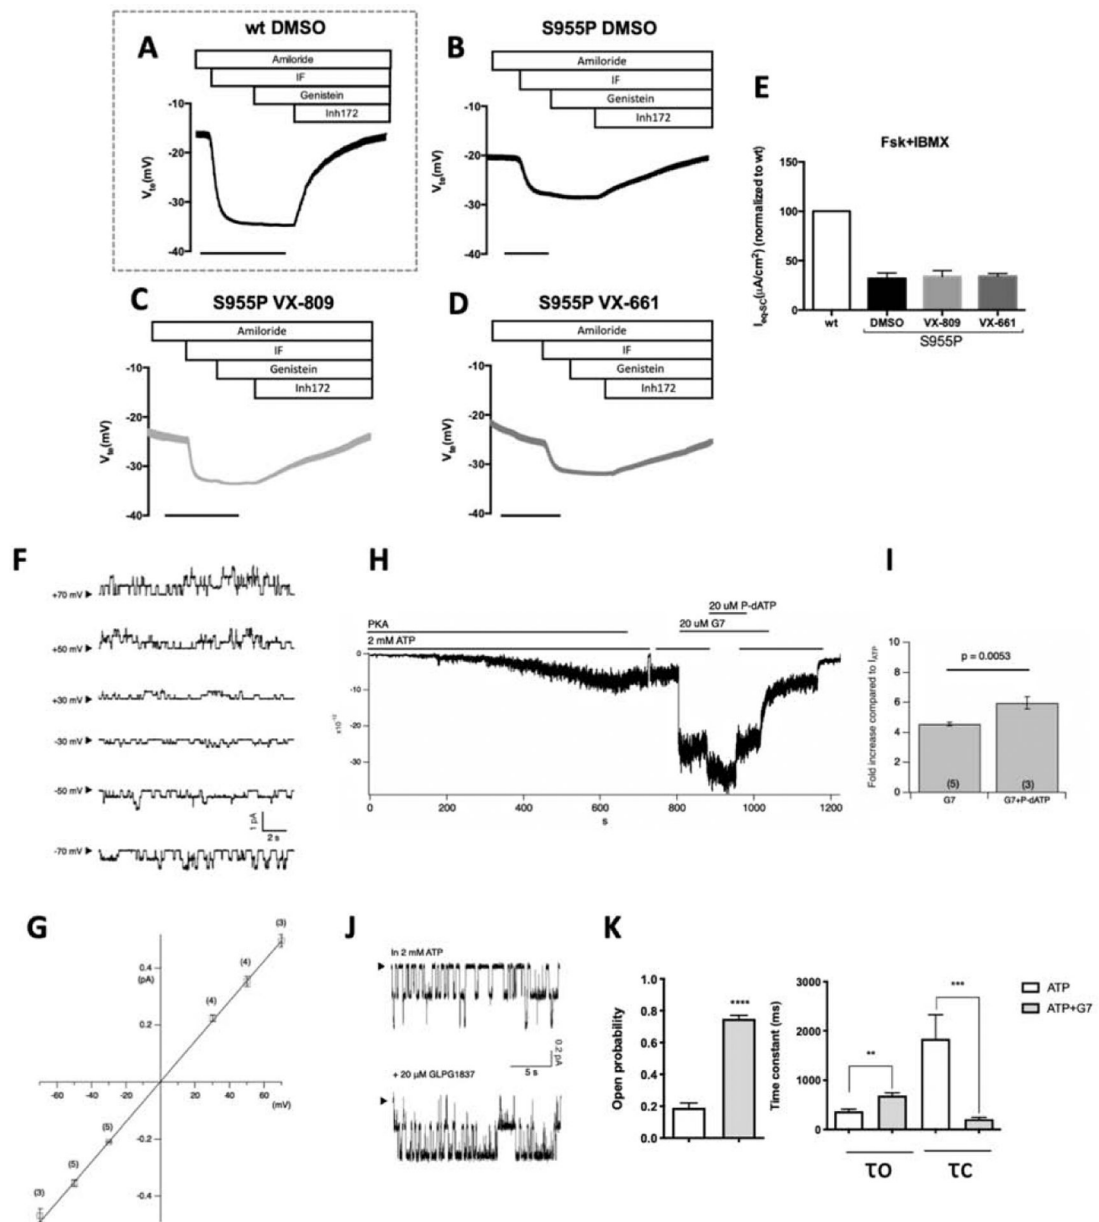 A
wt DMSO
Amiloride
IF
Genistein
Inh172
-10
-20
-30
-40
Vte(mV)
B
S955P DMSO
Amiloride
IF
Genistein
Inh172
-10
-20
-30
-40
Vte(mV)
E
Fsk+IBMX
Ieq-SC(µA/cm2) (normalized to wt)
150
100
50
0
wt
DMSO
VX-809
VX-661
S955P
C
S955P VX-809
Amiloride
IF
Genistein
Inh172
-10
-20
-30
-40
Vte(mV)
D
S955P VX-661
Amiloride
IF
Genistein
Inh172
-10
-20
-30
-40
Vte(mV)
F
+70 mV
+50 mV
+30 mV
-30 mV
-50 mV
-70 mV
1 pA
2 s
H
20 uM P-dATP
PKA
20 uM G7
2 mM ATP
0
-10
-20
-30
x10-12
0
200
400
600
800
1000
1200
s
I
Fold increase compared to IATP
10
8
6
4
2
0
p = 0.0053
(5)
(3)
G7
G7+P-dATP
G
(3)
(4)
(4)
0.4
(pA)
0.2
-60
-40
-20
20
40
60
(mV)
(5)
-0.2
(5)
(3)
-0.4
J
In 2 mM ATP
0.2 pA
5 s
+ 20 µM GLPG1837
K
Open probability
1.0
0.8
0.6
0.4
0.2
0.0
****
Time constant (ms)
3000
2000
1000
0
**
***
τO
τC
ATP
ATP+G7